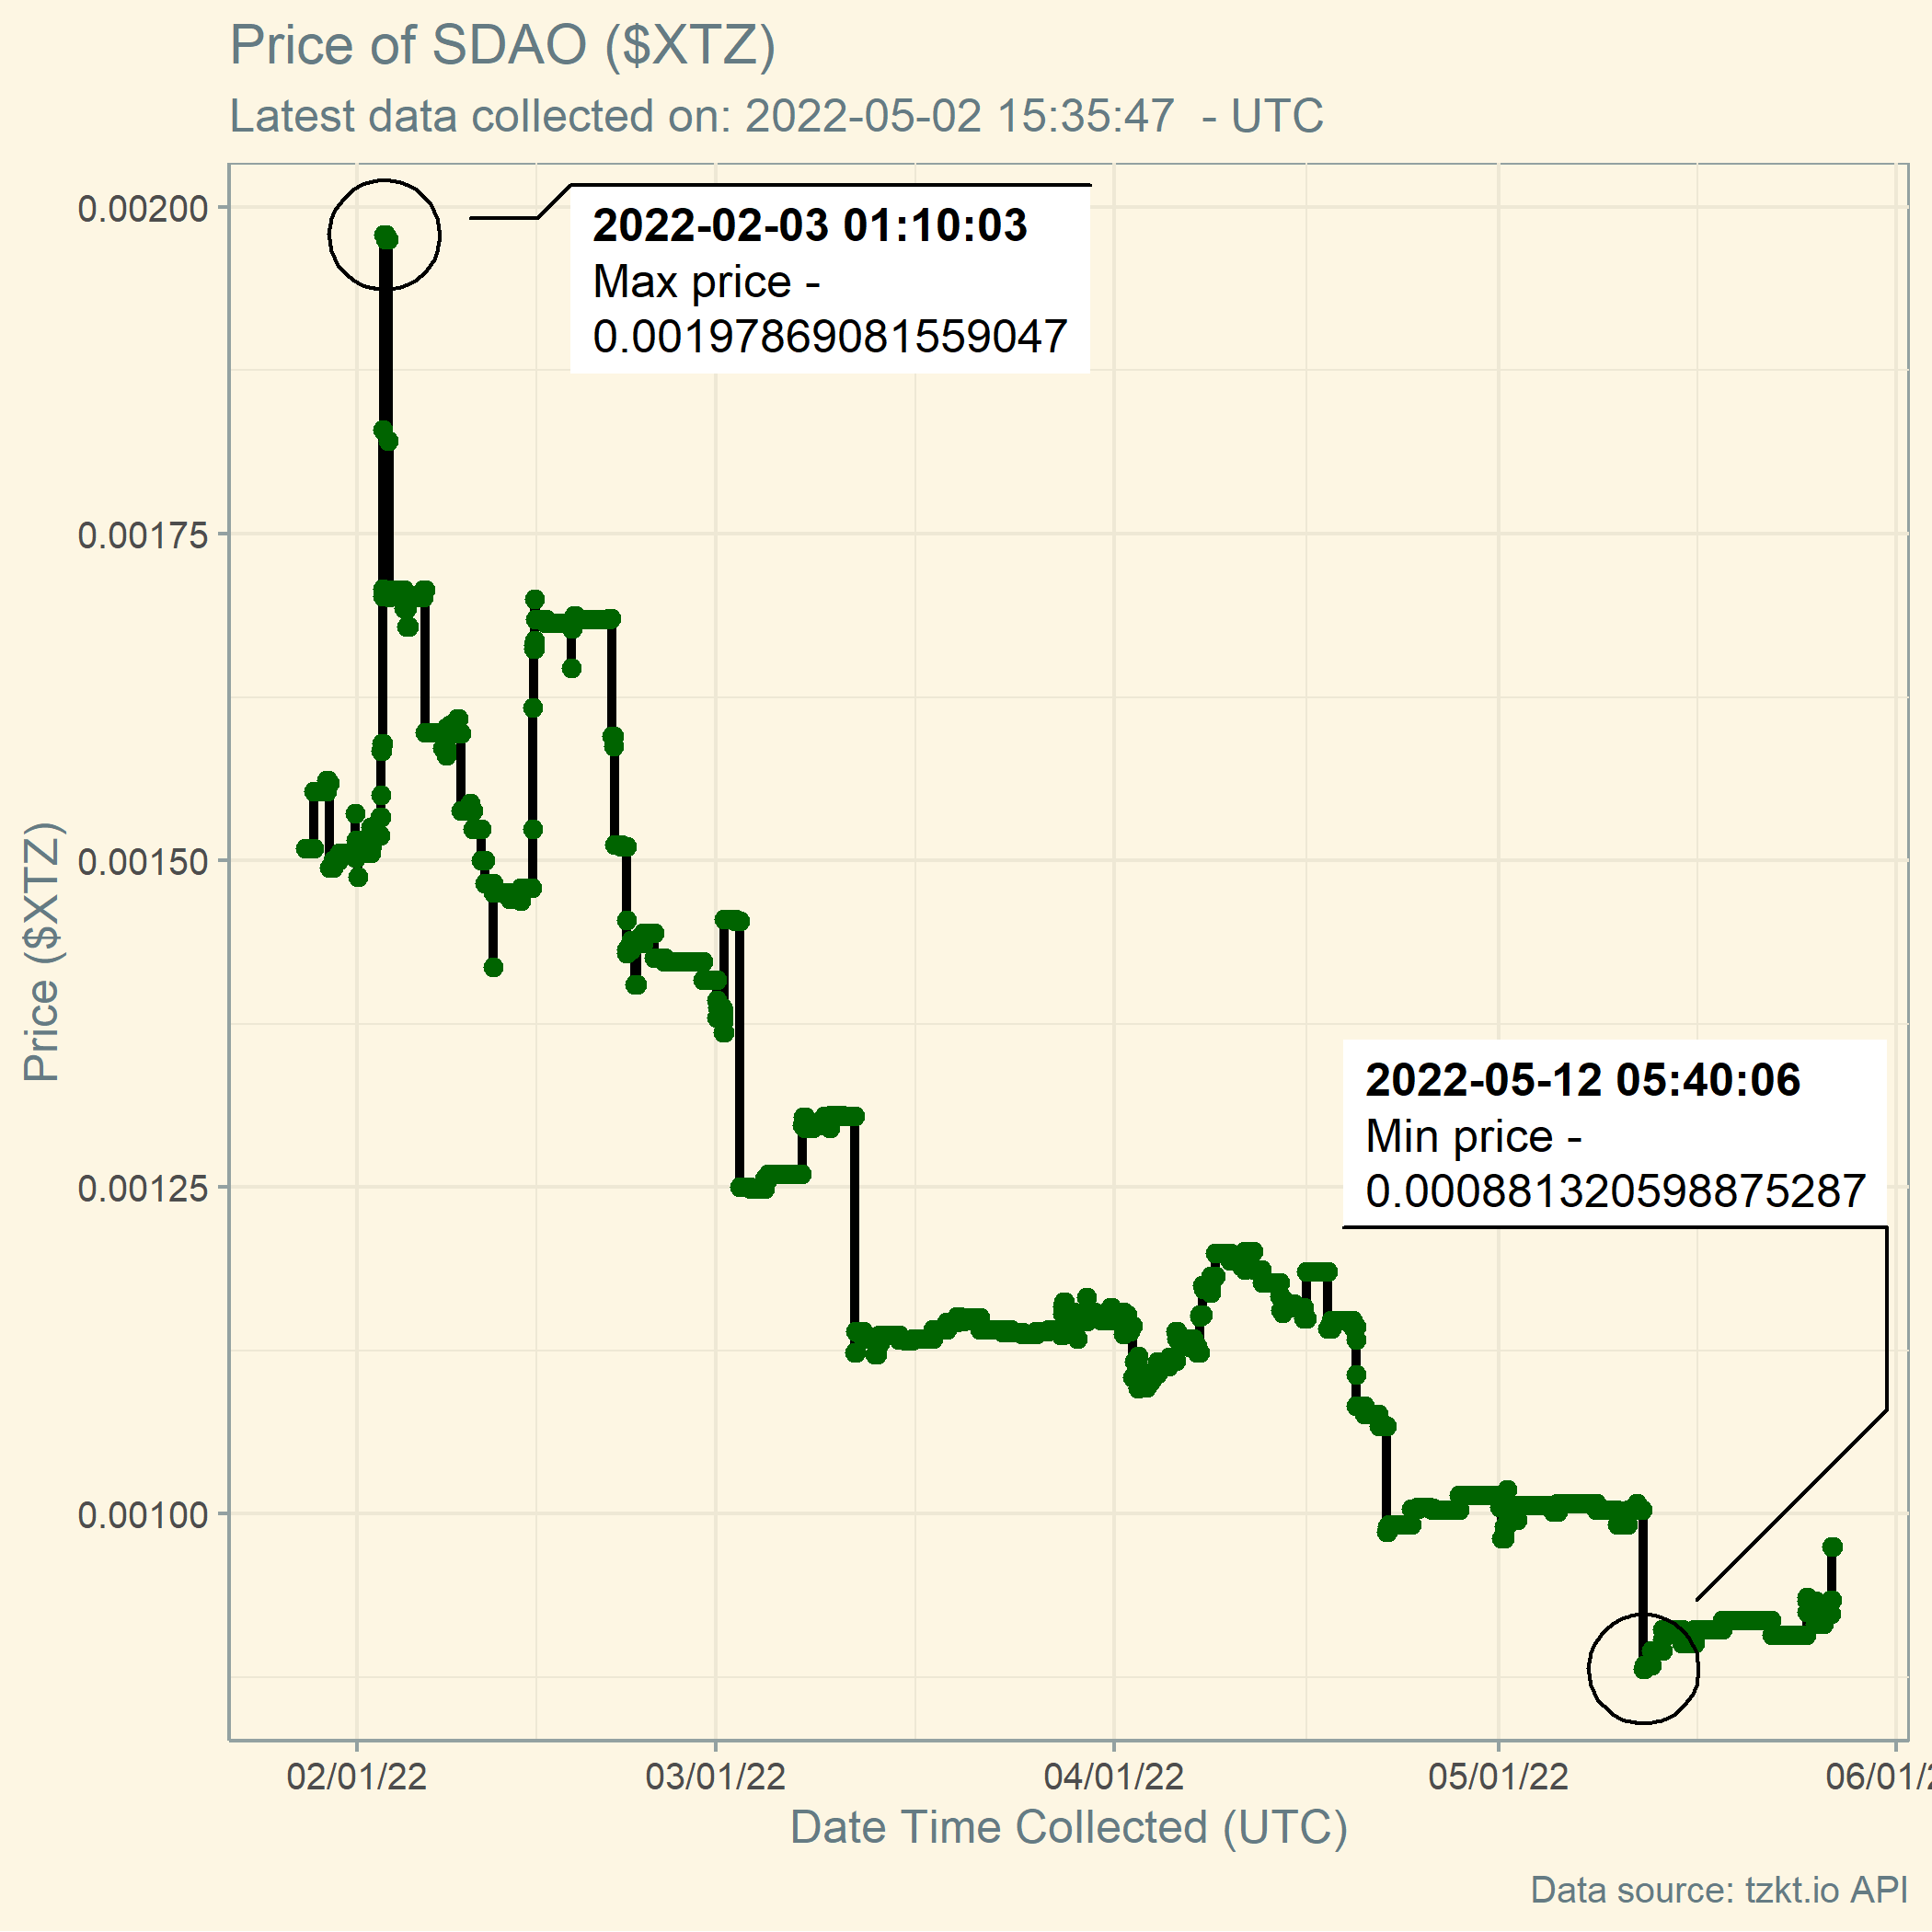 Price of SDAO ($XTZ)
Latest data collected on: 2022-05-02 15:35:47 - UTC
0.00200
0.00175
0.00150
0.00125
0.00100
Price ($XTZ)
2022-02-03 01:10:03
Max price -
0.00197869081559047
2022-05-12 05:40:06
Min price -
0.000881320598875287
02/01/22
03/01/22
04/01/22
05/01/22
06/01/2
Date Time Collected (UTC)
Data source: tzkt.io API